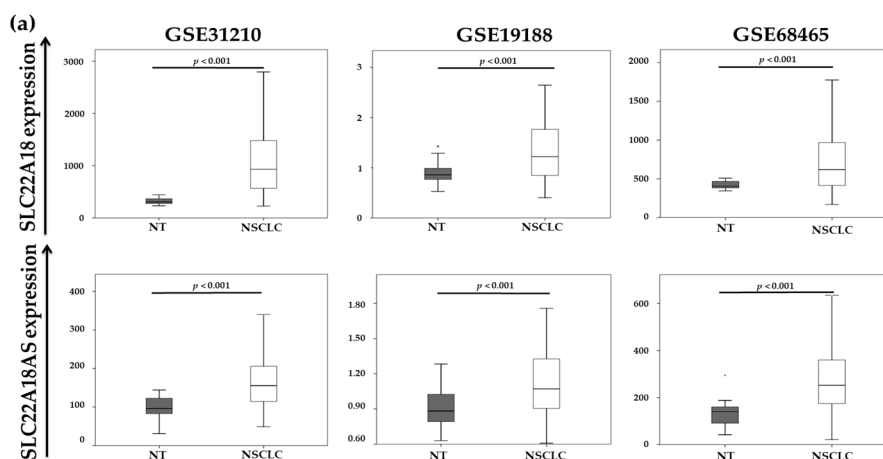 (a)
GSE31210 GSE19188 GSE68465
SLC22A18 expression
p < 0.001
3000
2000
1000
0
NT NSCLC
p < 0.001
3
2
1
0
NT NSCLC
p < 0.001
2000
1500
1000
500
0
NT NSCLC
SLC22A18AS expression
p < 0.001
400
300
200
100
0
NT NSCLC
p < 0.001
1.80
1.50
1.20
0.90
0.60
NT NSCLC
p < 0.001
600
400
200
0
NT NSCLC